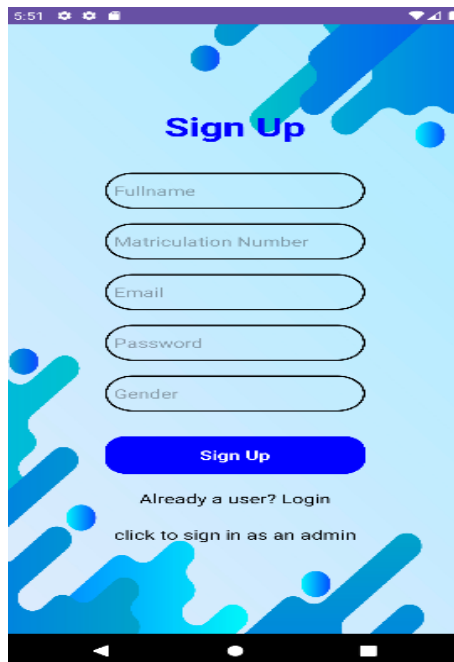 5:51
Sign Up
Fullname
Matriculation Number
Email
Password
Gender
Sign Up
Already a user? Login
click to sign in as an admin